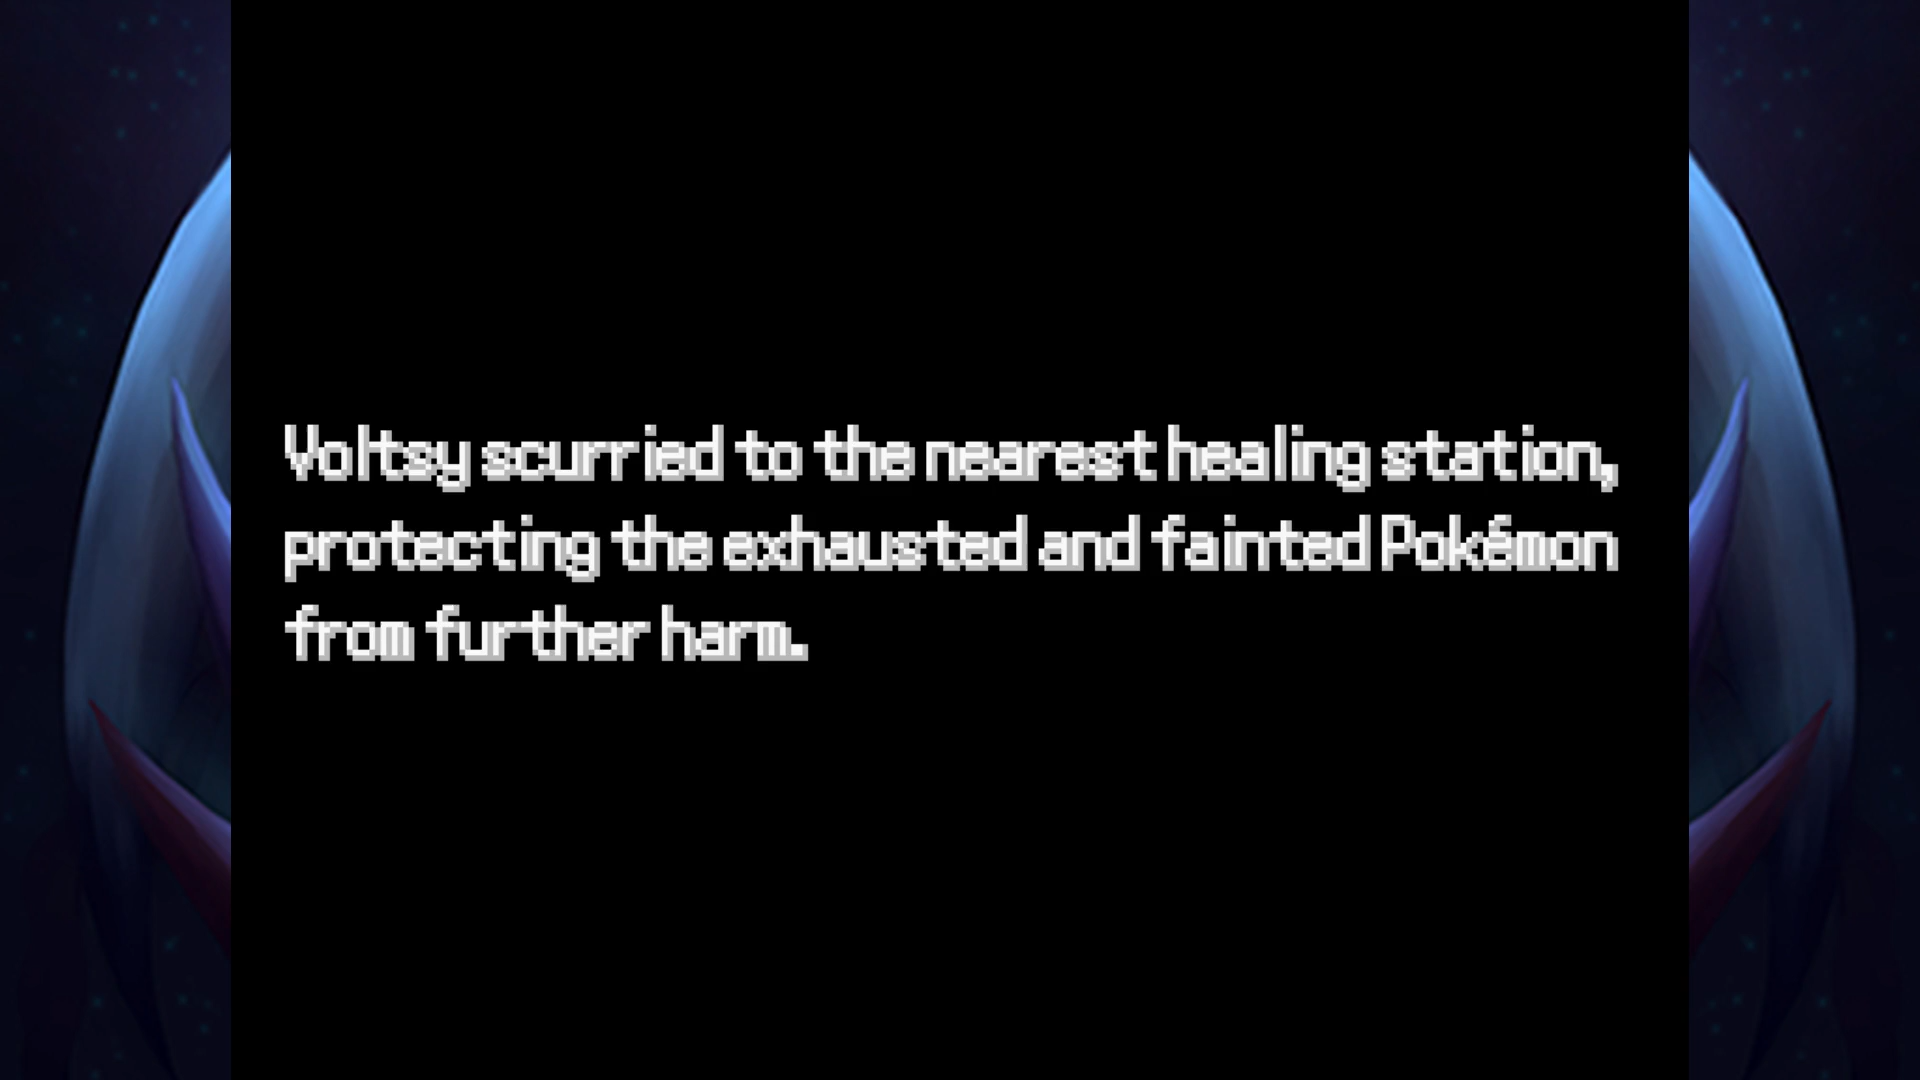 Voltsy scurried to the nearest healing station,
protecting the exhausted and fainted Pokémon
from further harm.